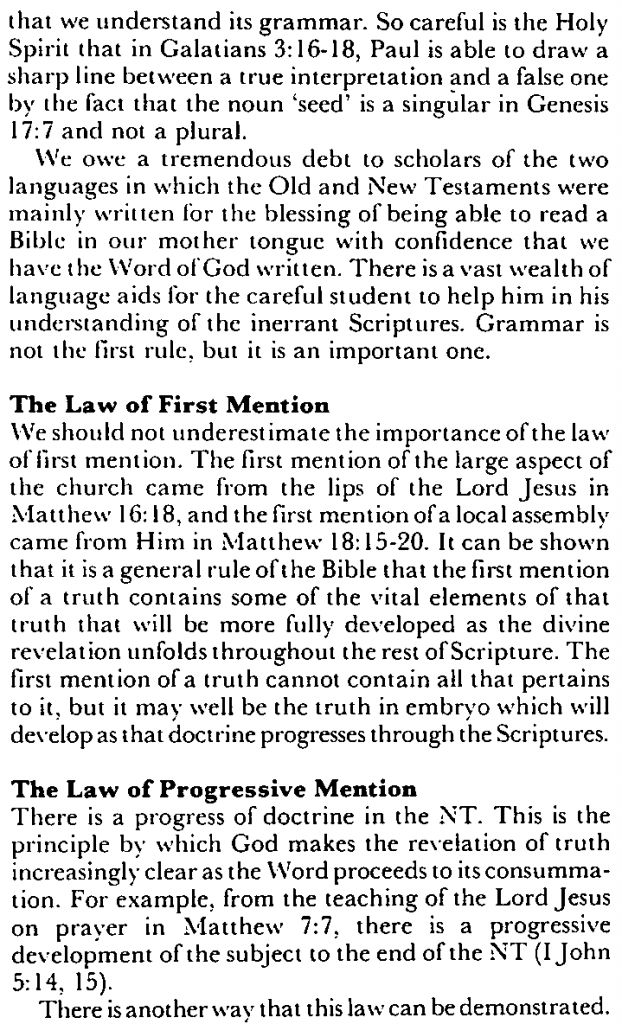 that we understand its grammar. So careful is the Holy
Spirit that in Galatians 3:16-18, Paul is able to draw a
sharp line between a true interpretation and a false one
by the fact that the noun ‘seed’ is a singular in Genesis
17:7 and not a plural.
We owe a tremendous debt to scholars of the two
languages in which the Old and New Testaments were
mainly written for the blessing of being able to read a
Bible in our mother tongue with confidence that we
have the Word of God written. There is a vast wealth of
language aids for the careful student to help him in his
understanding of the inerrant Scriptures. Grammar is
not the first rule, but it is an important one.
The Law of First Mention
We should not underestimate the importance of the law
of first mention. The first mention of the large aspect of
the church came from the lips of the Lord Jesus in
Matthew 16:18, and the first mention of a local assembly
came from Him in Matthew 18:15-20. It can be shown
that it is a general rule of the Bible that the first mention
of a truth contains some of the vital elements of that
truth that will be more fully developed as the divine
revelation unfolds throughout the rest of Scripture. The
first mention of a truth cannot contain all that pertains
to it, but it may well be the truth in embryo which will
develop as that doctrine progresses through the Scriptures.
The Law of Progressive Mention
There is a progress of doctrine in the NT. This is the
principle by which God makes the revelation of truth
increasingly clear as the Word proceeds to its consumma-
tion. For example, from the teaching of the Lord Jesus
on prayer in Matthew 7:7, there is a progressive
development of the subject to the end of the NT (I John
5:14, 15).
There is another way that this law can be demonstrated.